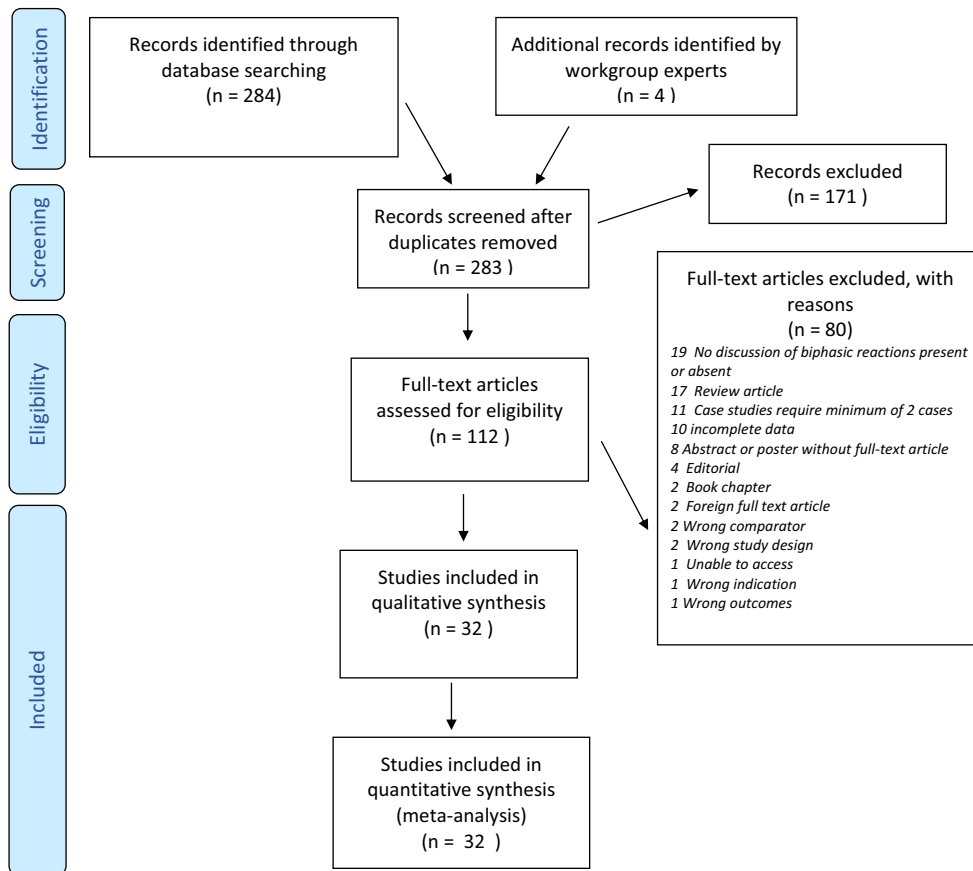 Identification
Records identified through
database searching
(n = 284)
Additional records identified by
workgroup experts
(n = 4 )
Screening
Records screened after
duplicates removed
(n = 283 )
Records excluded
(n = 171 )
Eligibility
Full-text articles
assessed for eligibility
(n = 112 )
Full-text articles excluded, with
reasons
(n = 80)
19 No discussion of biphasic reactions present
or absent
17 Review article
11 Case studies require minimum of 2 cases
10 incomplete data
8 Abstract or poster without full-text article
4 Editorial
2 Book chapter
2 Foreign full text article
2 Wrong comparator
2 Wrong study design
1 Unable to access
1 Wrong indication
1 Wrong outcomes
Included
Studies included in
qualitative synthesis
(n = 32 )
Studies included in
quantitative synthesis
(meta-analysis)
(n = 32 )